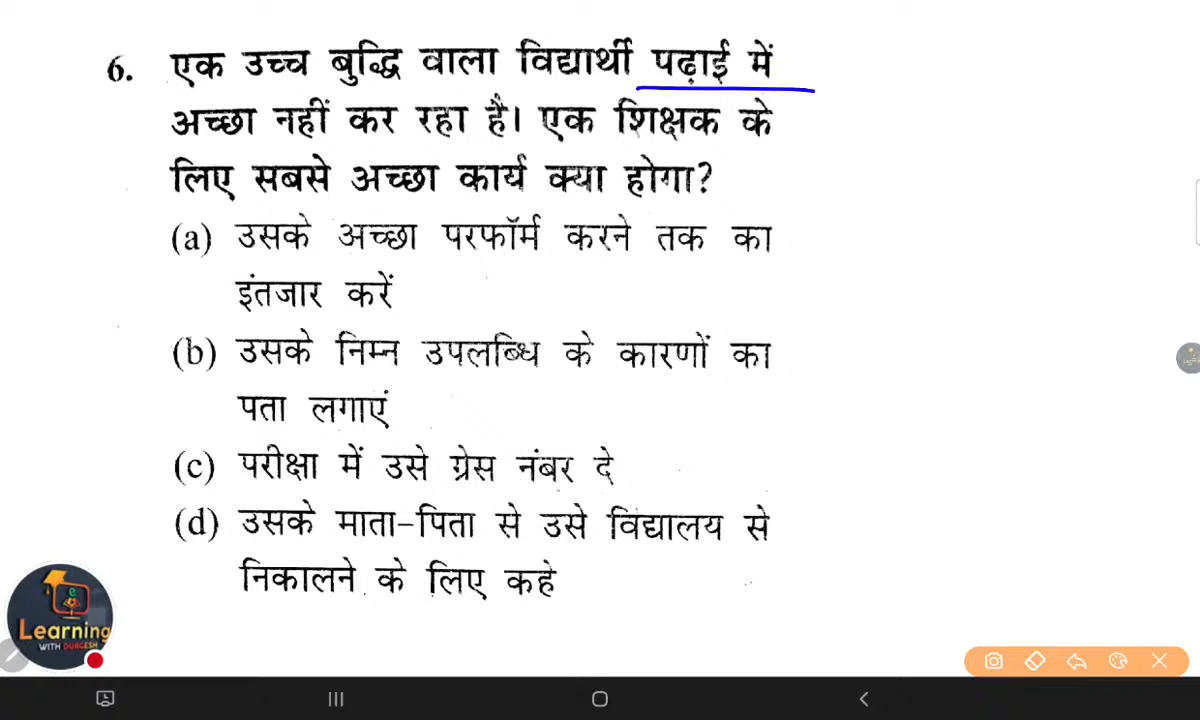 6. एक उच्च बुद्धि वाला विद्यार्थी पढ़ाई में
अच्छा नहीं कर रहा है। एक शिक्षक के
लिए सबसे अच्छा कार्य क्या होगा?
(a) उसके अच्छा परफॉर्म करने तक का
इंतजार करें
(b) उसके निम्न उपलब्धि के कारणों का
पता लगाएं
(c) परीक्षा में उसे ग्रेस नंबर दे
(d) उसके माता-पिता से उसे विद्यालय से
निकालने के लिए कहे
e
Learning
WITH DURGESH